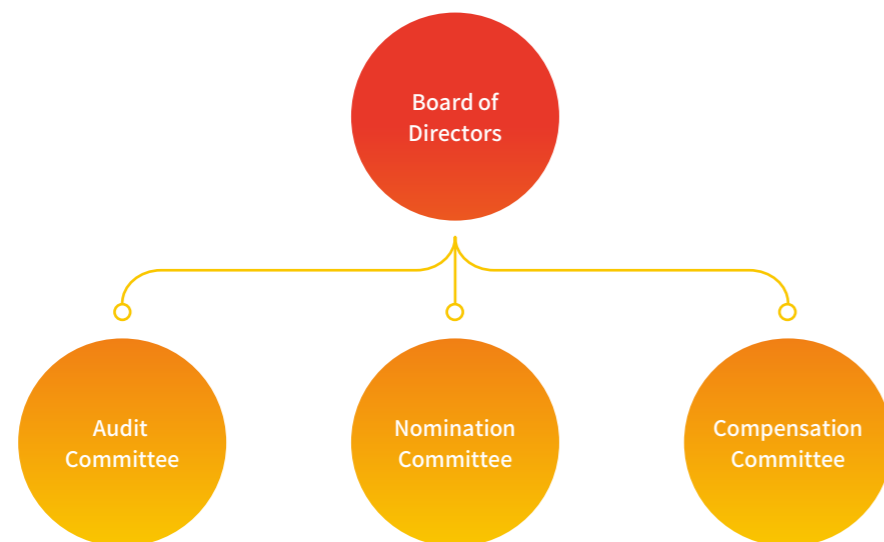 Board of
Directors
Audit
Committee
Nomination
Committee
Compensation
Committee